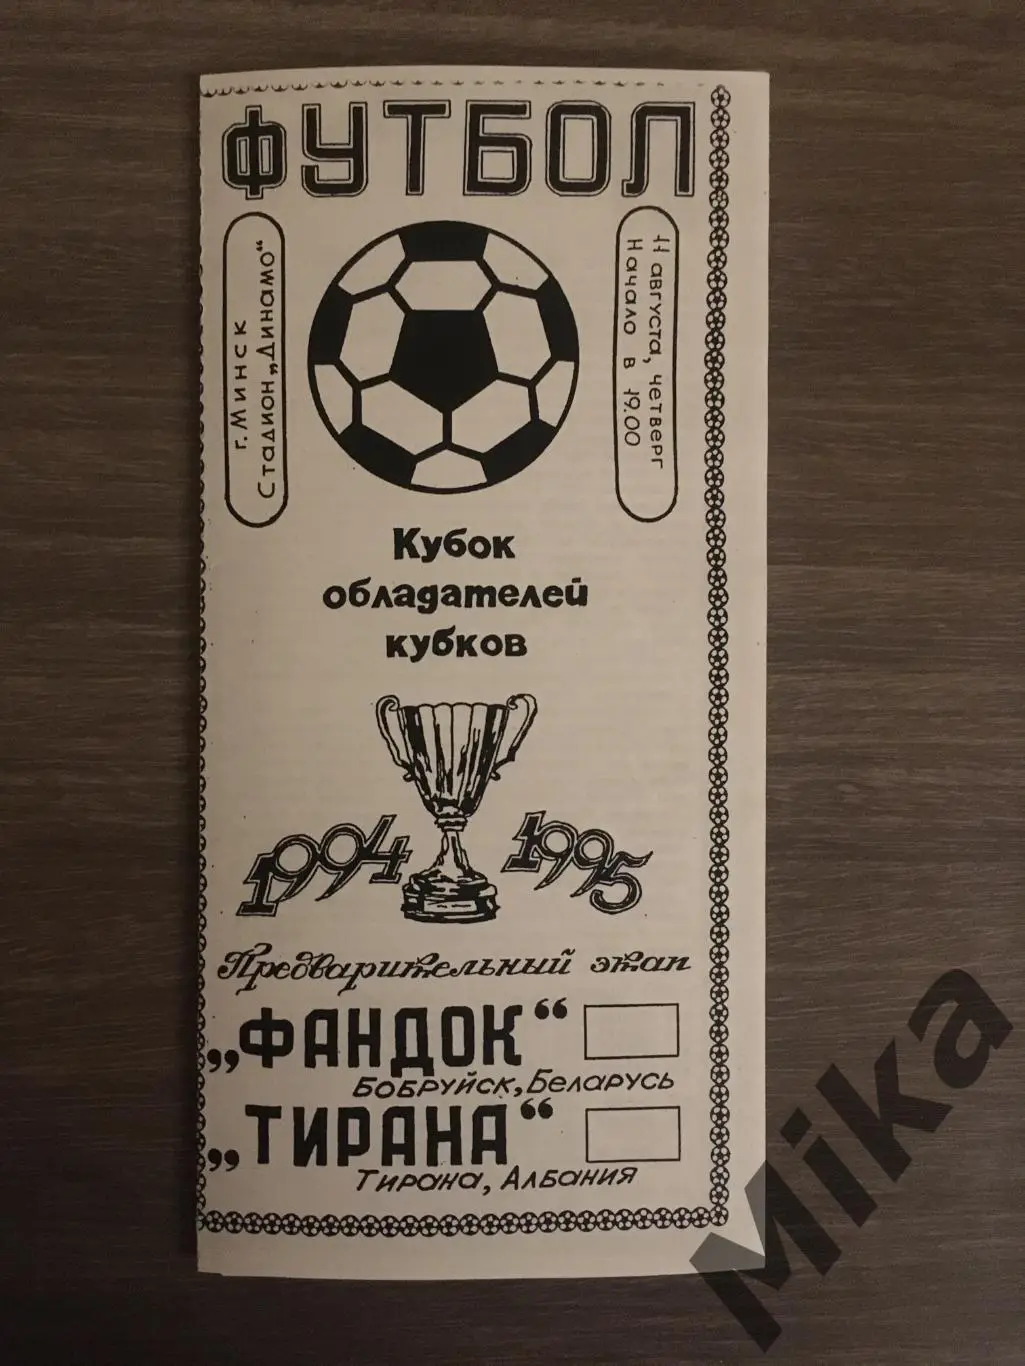 ФУТБОЛ
г. Минск
Стадион „Динамо“
11 августа, четверг
Начало в 19.00
Кубок
обладателей
кубков
1994 1995
Предварительный этап
„ФАНДОК“
Бобруйск, Беларусь
„ТИРАНА“
Тирана, Албания
Mika